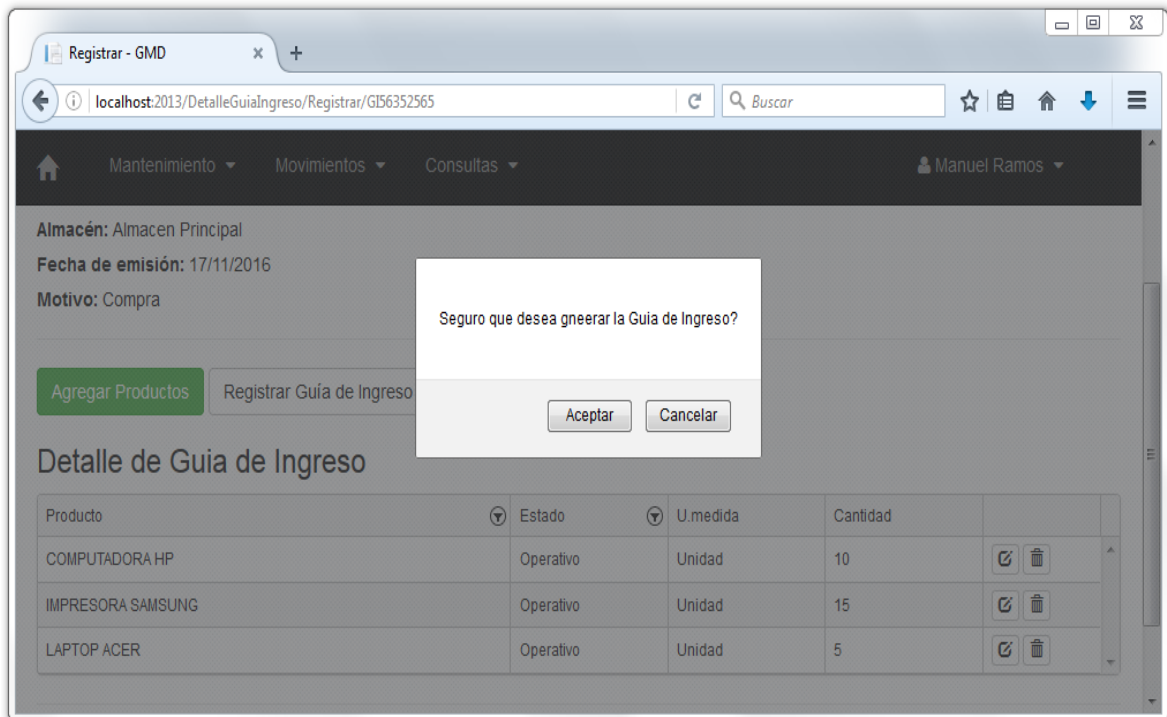 Registrar - GMD
localhost:2013/DetalleGuiaIngreso/Registrar/GI56352565
Buscar
Mantenimiento Movimientos Consultas Manuel Ramos
Almacén: Almacen Principal
Fecha de emisión: 17/11/2016
Motivo: Compra
Seguro que desea gneerar la Guia de Ingreso?
Aceptar Cancelar
Agregar Productos Registrar Guía de Ingreso
Detalle de Guia de Ingreso
Producto Estado U.medida Cantidad
COMPUTADORA HP Operativo Unidad 10
IMPRESORA SAMSUNG Operativo Unidad 15
LAPTOP ACER Operativo Unidad 5